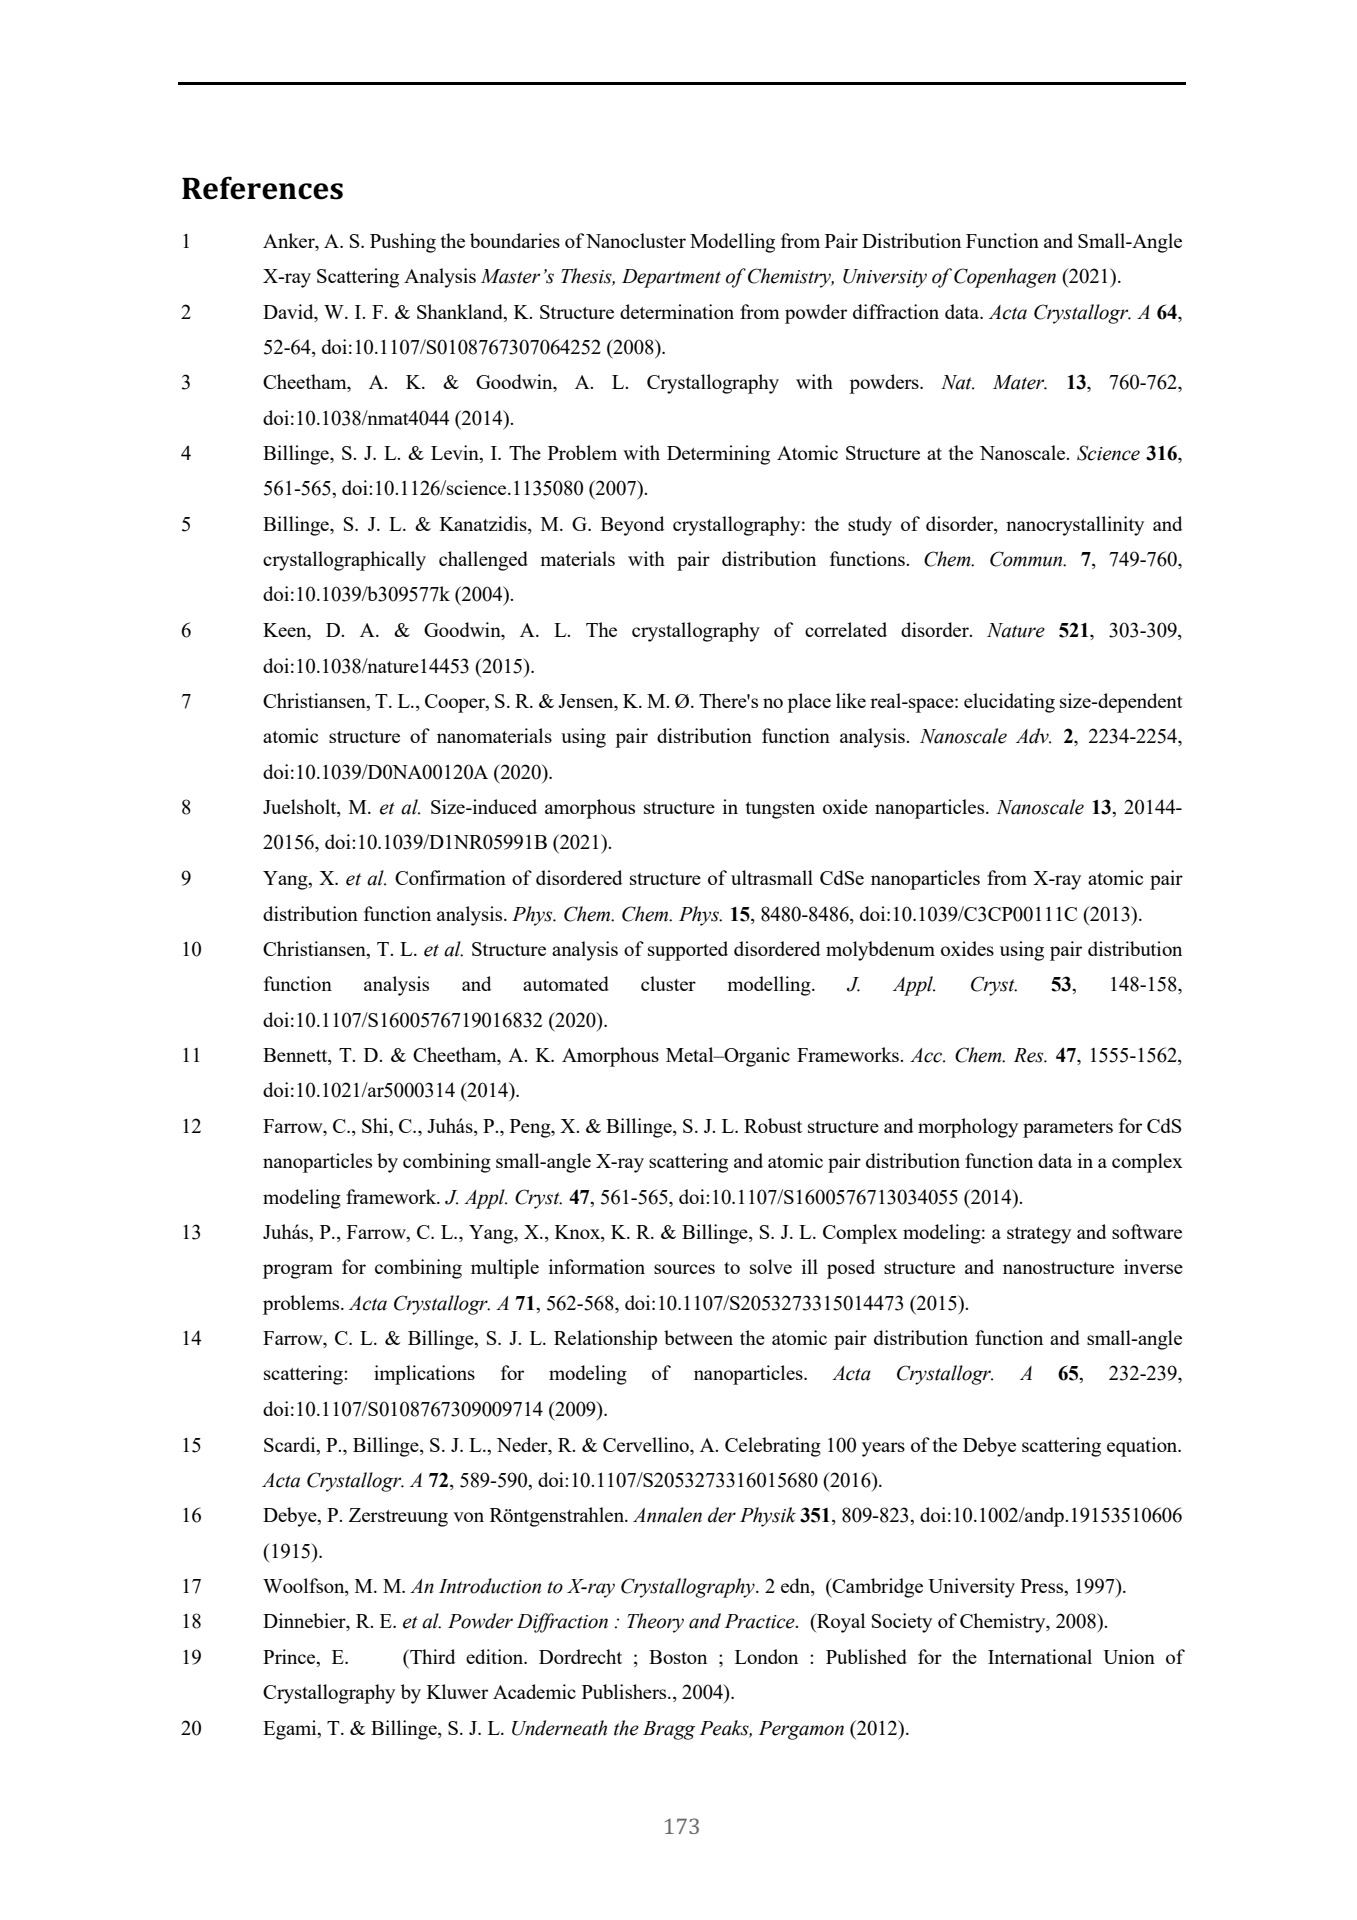 References
1 Anker, A. S. Pushing the boundaries of Nanocluster Modelling from Pair Distribution Function and Small-Angle
X-ray Scattering Analysis Master’s Thesis, Department of Chemistry, University of Copenhagen (2021).
2 David, W. I. F. & Shankland, K. Structure determination from powder diffraction data. Acta Crystallogr. A 64,
52-64, doi:10.1107/S0108767307064252 (2008).
3 Cheetham, A. K. & Goodwin, A. L. Crystallography with powders. Nat. Mater. 13, 760-762,
doi:10.1038/nmat4044 (2014).
4 Billinge, S. J. L. & Levin, I. The Problem with Determining Atomic Structure at the Nanoscale. Science 316,
561-565, doi:10.1126/science.1135080 (2007).
5 Billinge, S. J. L. & Kanatzidis, M. G. Beyond crystallography: the study of disorder, nanocrystallinity and
crystallographically challenged materials with pair distribution functions. Chem. Commun. 7, 749-760,
doi:10.1039/b309577k (2004).
6 Keen, D. A. & Goodwin, A. L. The crystallography of correlated disorder. Nature 521, 303-309,
doi:10.1038/nature14453 (2015).
7 Christiansen, T. L., Cooper, S. R. & Jensen, K. M. Ø. There's no place like real-space: elucidating size-dependent
atomic structure of nanomaterials using pair distribution function analysis. Nanoscale Adv. 2, 2234-2254,
doi:10.1039/D0NA00120A (2020).
8 Juelsholt, M. et al. Size-induced amorphous structure in tungsten oxide nanoparticles. Nanoscale 13, 20144-
20156, doi:10.1039/D1NR05991B (2021).
9 Yang, X. et al. Confirmation of disordered structure of ultrasmall CdSe nanoparticles from X-ray atomic pair
distribution function analysis. Phys. Chem. Chem. Phys. 15, 8480-8486, doi:10.1039/C3CP00111C (2013).
10 Christiansen, T. L. et al. Structure analysis of supported disordered molybdenum oxides using pair distribution
function analysis and automated cluster modelling. J. Appl. Cryst. 53, 148-158,
doi:10.1107/S1600576719016832 (2020).
11 Bennett, T. D. & Cheetham, A. K. Amorphous Metal–Organic Frameworks. Acc. Chem. Res. 47, 1555-1562,
doi:10.1021/ar5000314 (2014).
12 Farrow, C., Shi, C., Juhás, P., Peng, X. & Billinge, S. J. L. Robust structure and morphology parameters for CdS
nanoparticles by combining small-angle X-ray scattering and atomic pair distribution function data in a complex
modeling framework. J. Appl. Cryst. 47, 561-565, doi:10.1107/S1600576713034055 (2014).
13 Juhás, P., Farrow, C. L., Yang, X., Knox, K. R. & Billinge, S. J. L. Complex modeling: a strategy and software
program for combining multiple information sources to solve ill posed structure and nanostructure inverse
problems. Acta Crystallogr. A 71, 562-568, doi:10.1107/S2053273315014473 (2015).
14 Farrow, C. L. & Billinge, S. J. L. Relationship between the atomic pair distribution function and small-angle
scattering: implications for modeling of nanoparticles. Acta Crystallogr. A 65, 232-239,
doi:10.1107/S0108767309009714 (2009).
15 Scardi, P., Billinge, S. J. L., Neder, R. & Cervellino, A. Celebrating 100 years of the Debye scattering equation.
Acta Crystallogr. A 72, 589-590, doi:10.1107/S2053273316015680 (2016).
16 Debye, P. Zerstreuung von Röntgenstrahlen. Annalen der Physik 351, 809-823, doi:10.1002/andp.19153510606
(1915).
17 Woolfson, M. M. An Introduction to X-ray Crystallography. 2 edn, (Cambridge University Press, 1997).
18 Dinnebier, R. E. et al. Powder Diffraction : Theory and Practice. (Royal Society of Chemistry, 2008).
19 Prince, E. (Third edition. Dordrecht ; Boston ; London : Published for the International Union of
Crystallography by Kluwer Academic Publishers., 2004).
20 Egami, T. & Billinge, S. J. L. Underneath the Bragg Peaks, Pergamon (2012).
173